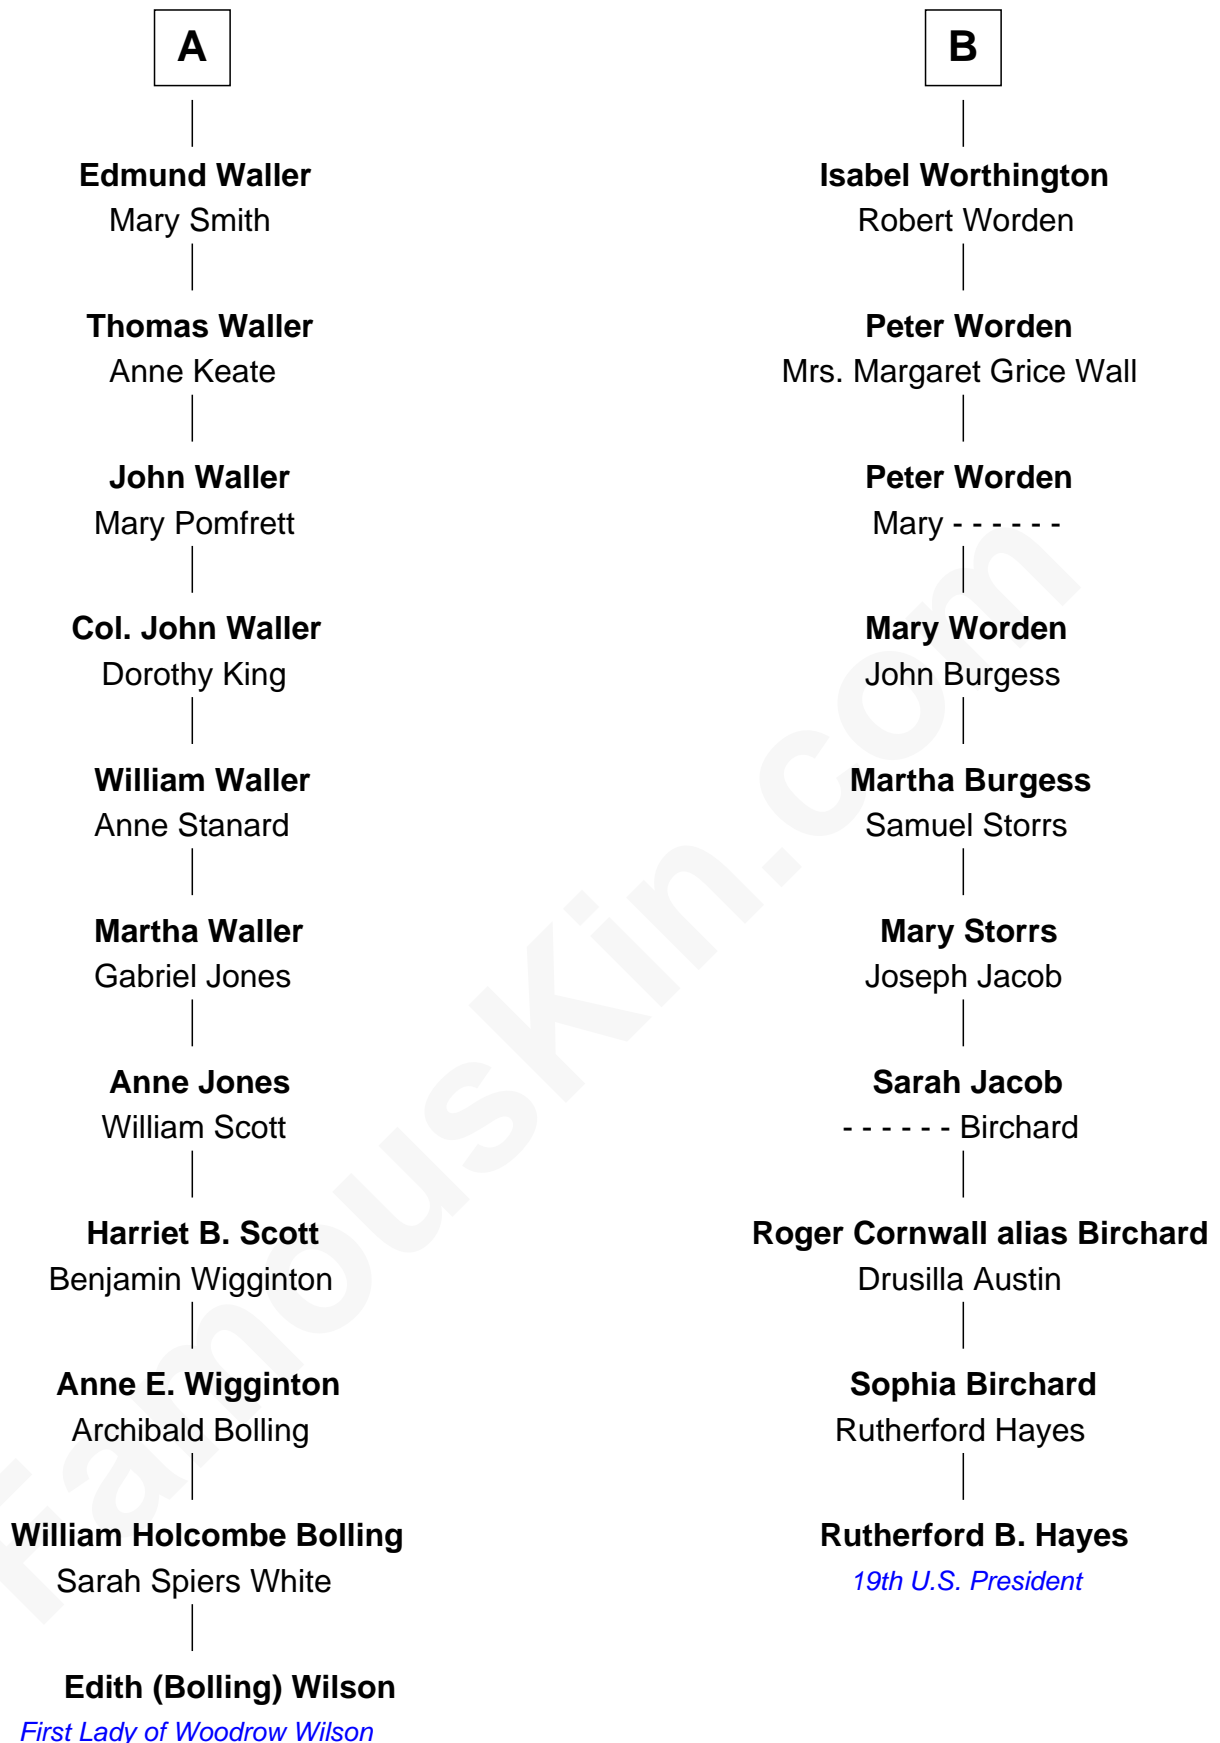 A
Edmund Waller
Mary Smith
Thomas Waller
Anne Keate
John Waller
Mary Pomfrett
Col. John Waller
Dorothy King
William Waller
Anne Stanard
Martha Waller
Gabriel Jones
Anne Jones
William Scott
Harriet B. Scott
Benjamin Wigginton
Anne E. Wigginton
Archibald Bolling
William Holcombe Bolling
Sarah Spiers White
Edith (Bolling) Wilson
First Lady of Woodrow Wilson
B
Isabel Worthington
Robert Worden
Peter Worden
Mrs. Margaret Grice Wall
Peter Worden
Mary - - - - - -
Mary Worden
John Burgess
Martha Burgess
Samuel Storrs
Mary Storrs
Joseph Jacob
Sarah Jacob
- - - - - - Birchard
Roger Cornwall alias Birchard
Drusilla Austin
Sophia Birchard
Rutherford Hayes
Rutherford B. Hayes
19th U.S. President
FamousKin.com